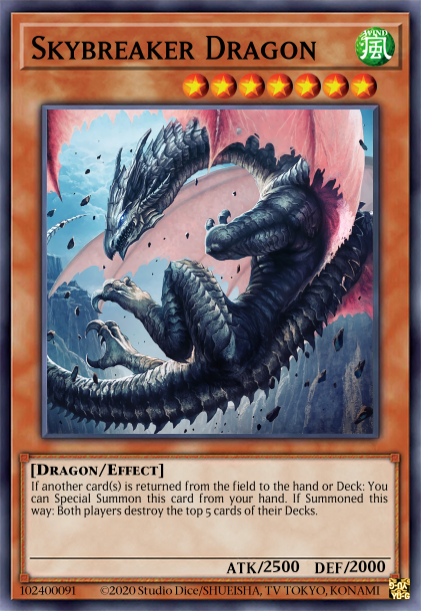 Skybreaker Dragon
WIND
風
[Dragon/Effect]
If another card(s) is returned from the field to the hand or Deck: You
can Special Summon this card from your hand. If Summoned this
way: Both players destroy the top 5 cards of their Decks.
ATK/2500 DEF/2000
102400091 ©2020 Studio Dice/SHUEISHA, TV TOKYO, KONAMI